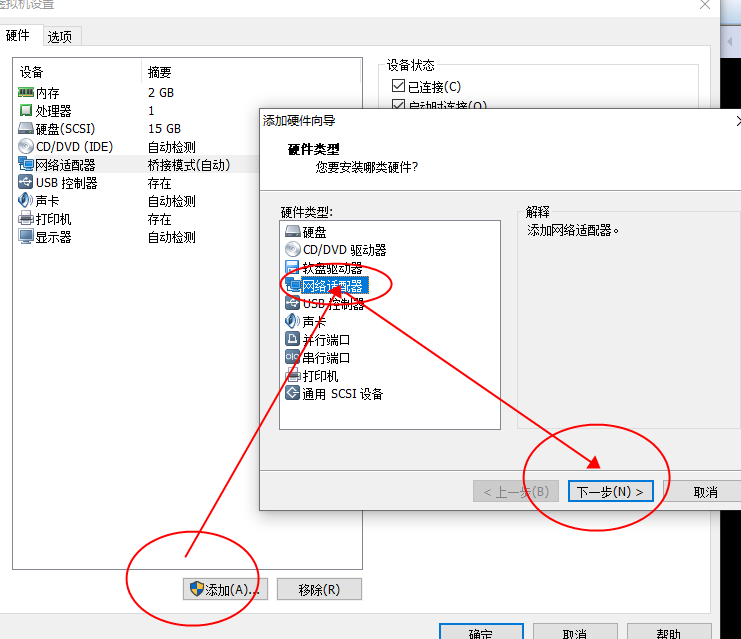 虚拟机设置
硬件
选项
设备 摘要
内存 2 GB
处理器 1
硬盘(SCSI) 15 GB
CD/DVD (IDE) 自动检测
网络适配器 桥接模式(自动)
USB 控制器 存在
声卡 自动检测
打印机 存在
显示器 自动检测
添加(A)...
移除(R)
设备状态
已连接(C)
启动时连接(O)
添加硬件向导
硬件类型
您要安装哪类硬件?
硬件类型:
硬盘
CD/DVD 驱动器
软盘驱动器
网络适配器
USB 控制器
声卡
并行端口
串行端口
打印机
通用 SCSI 设备
解释
添加网络适配器。
< 上一步(B)
下一步(N) >
取消
确定
取消
帮助